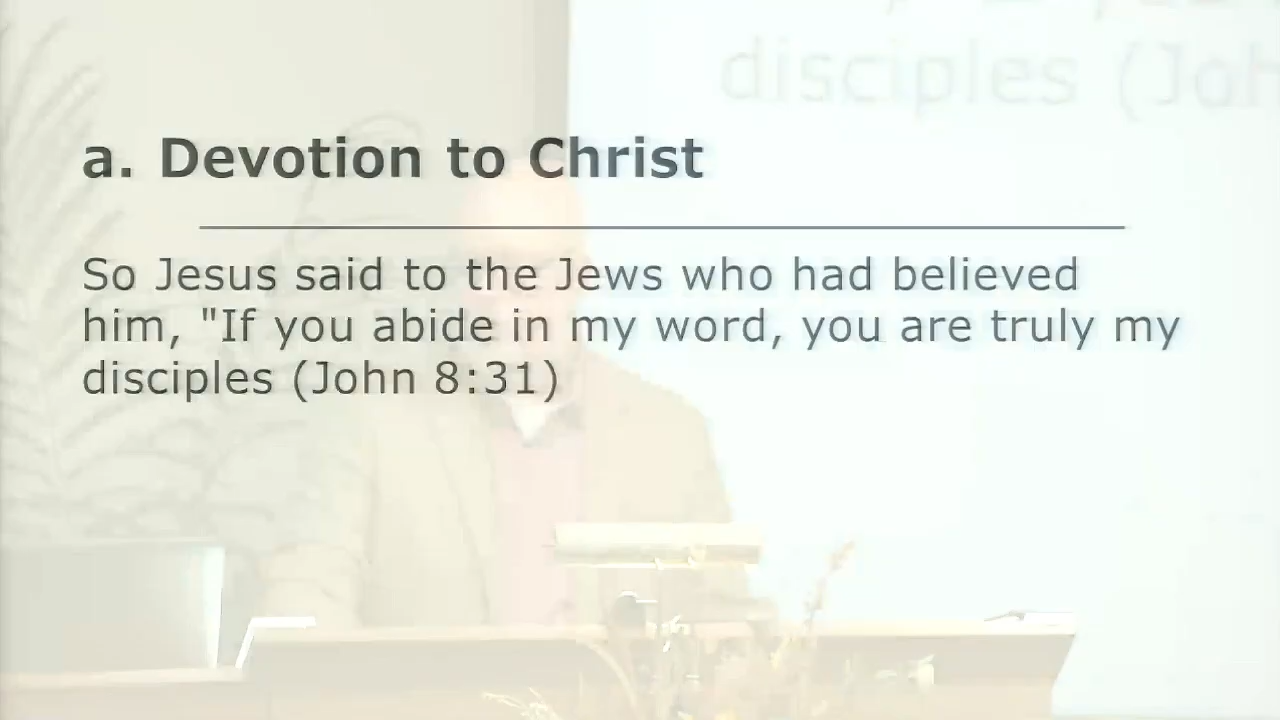 disciples (Joh
a. Devotion to Christ
So Jesus said to the Jews who had believed
him, "If you abide in my word, you are truly my
disciples (John 8:31)